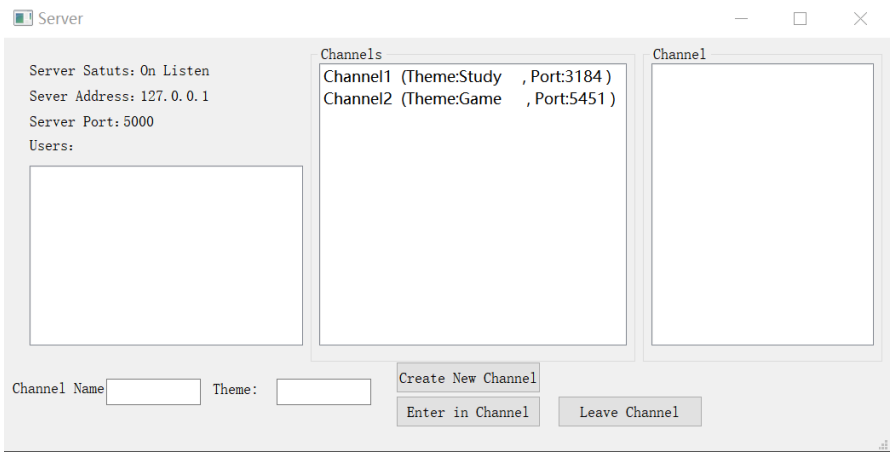 Server
Server Satuts: On Listen
Sever Address: 127.0.0.1
Server Port: 5000
Users:
Channels
Channel1 (Theme:Study , Port:3184 )
Channel2 (Theme:Game , Port:5451 )
Channel
Channel Name
Theme:
Create New Channel
Enter in Channel
Leave Channel